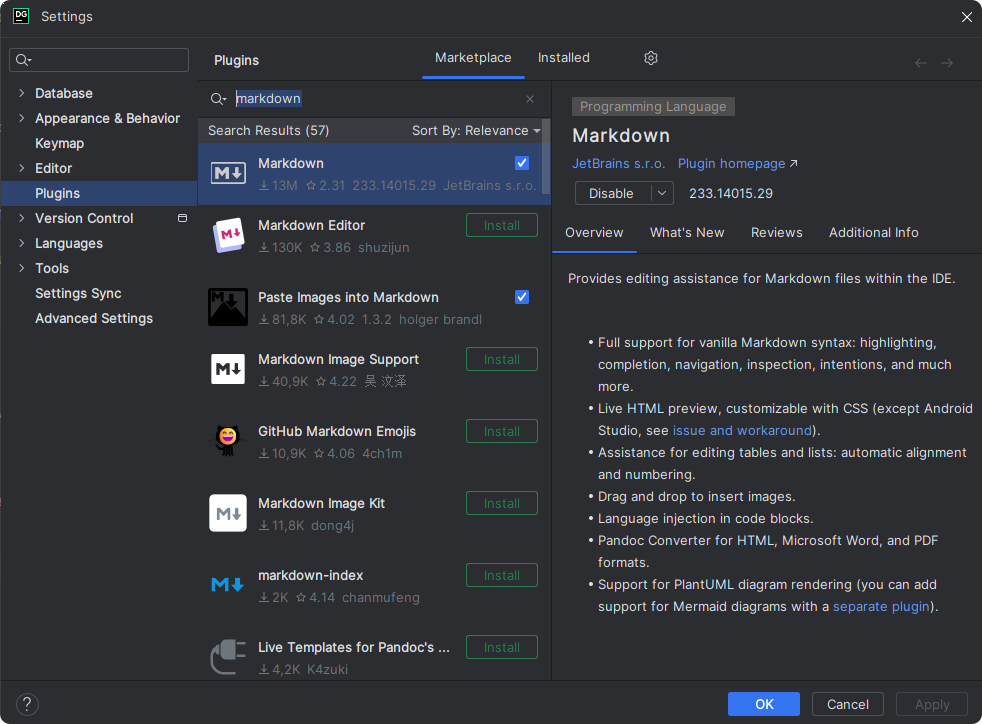 DG Settings
Plugins
Marketplace Installed
Database
Appearance & Behavior
Keymap
Editor
Plugins
Version Control
Languages
Tools
Settings Sync
Advanced Settings
markdown
Search Results (57) Sort By: Relevance
Markdown
13M 2.31 233.14015.29 JetBrains s.r.o.
Markdown Editor Install
130K 3.86 shuzijun
Paste Images into Markdown
81,8K 4.02 1.3.2 holger brandl
Markdown Image Support Install
40,9K 4.22 吴 汶泽
GitHub Markdown Emojis Install
10,9K 4.06 4ch1m
Markdown Image Kit Install
11,8K dong4j
markdown-index Install
2K 4.14 chanmufeng
Live Templates for Pandoc's ... Install
4,2K K4zuki
Programming Language
Markdown
JetBrains s.r.o. Plugin homepage ↗
Disable 233.14015.29
Overview What's New Reviews Additional Info
Provides editing assistance for Markdown files within the IDE.
• Full support for vanilla Markdown syntax: highlighting,
completion, navigation, inspection, intentions, and much
more.
• Live HTML preview, customizable with CSS (except Android
Studio, see issue and workaround).
• Assistance for editing tables and lists: automatic alignment
and numbering.
• Drag and drop to insert images.
• Language injection in code blocks.
• Pandoc Converter for HTML, Microsoft Word, and PDF
formats.
• Support for PlantUML diagram rendering (you can add
support for Mermaid diagrams with a separate plugin).
? OK Cancel Apply